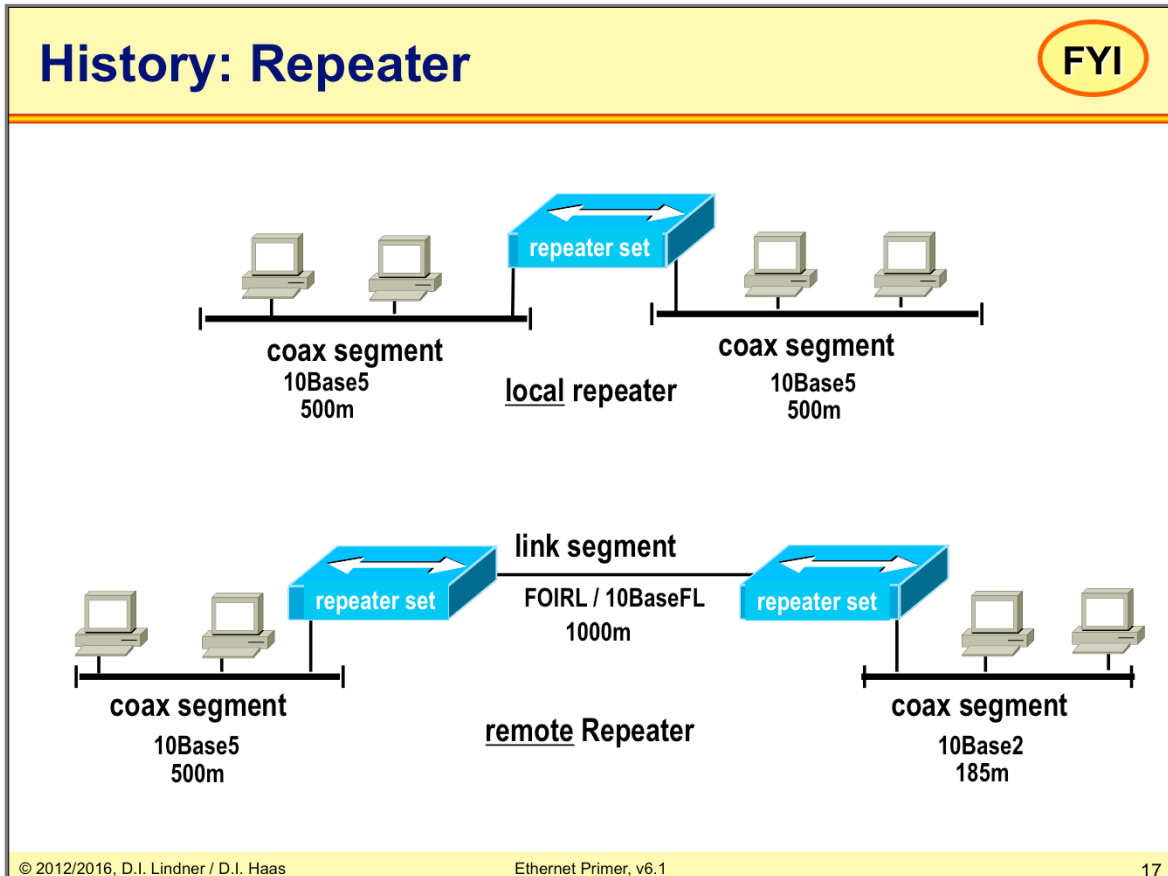 History: Repeater
FYI
repeater set
coax segment
10Base5
500m
local repeater
coax segment
10Base5
500m
link segment
repeater set
FOIRL / 10BaseFL
1000m
repeater set
coax segment
10Base5
500m
remote Repeater
coax segment
10Base2
185m
© 2012/2016, D.I. Lindner / D.I. Haas
Ethernet Primer, v6.1
17